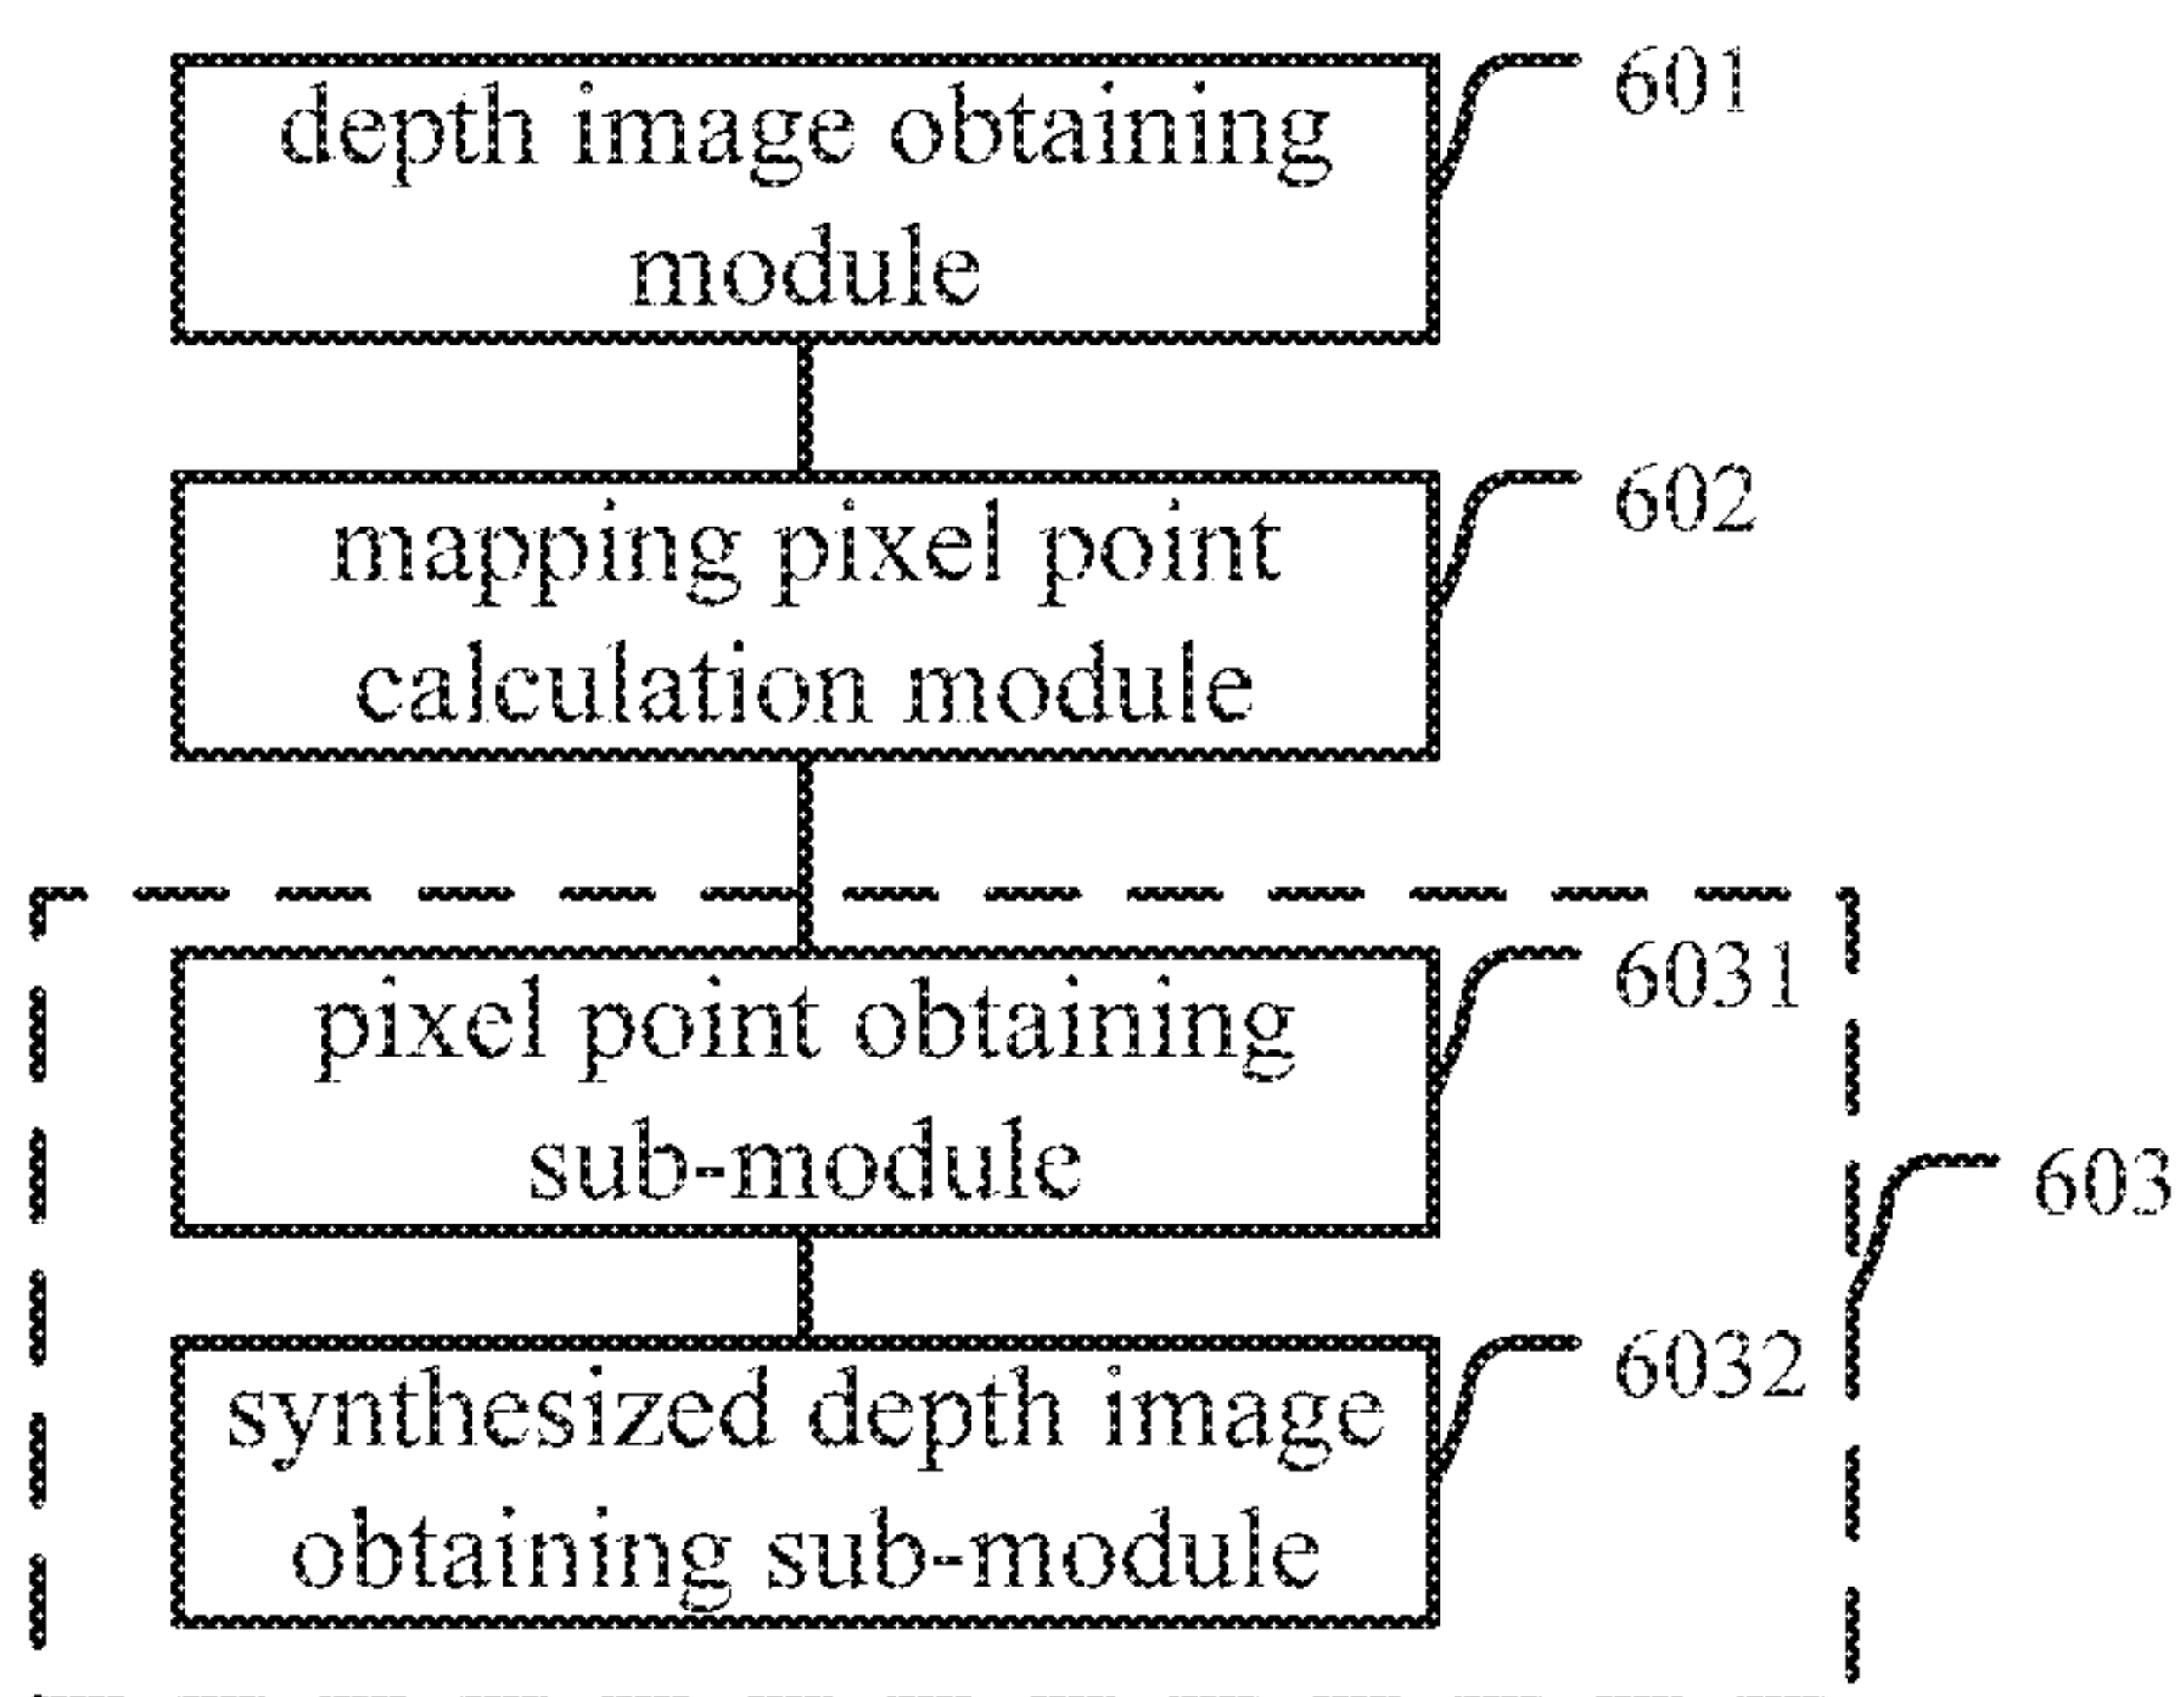 depth image obtaining
module
601
mapping pixel point
calculation module
602
pixel point obtaining
sub-module
6031
603
synthesized depth image
obtaining sub-module
6032